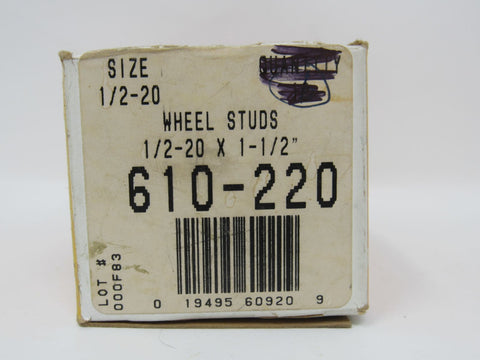 SIZE
1/2-20
QUANTITY
WHEEL STUDS
1/2-20 X 1-1/2"
610-220
LOT #
000F83
0 19495 60920 9